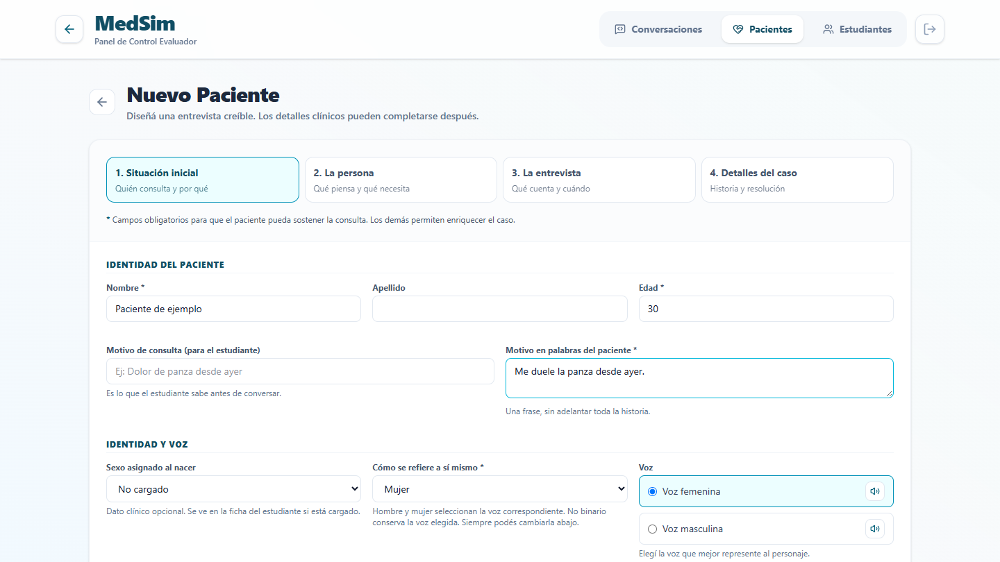 MedSim
Panel de Control Evaluador
Conversaciones
Pacientes
Estudiantes
Nuevo Paciente
Diseñá una entrevista creíble. Los detalles clínicos pueden completarse después.
1. Situación inicial
Quién consulta y por qué
2. La persona
Qué piensa y qué necesita
3. La entrevista
Qué cuenta y cuándo
4. Detalles del caso
Historia y resolución
* Campos obligatorios para que el paciente pueda sostener la consulta. Los demás permiten enriquecer el caso.
IDENTIDAD DEL PACIENTE
Nombre *
Apellido
Edad *
Paciente de ejemplo
30
Motivo de consulta (para el estudiante)
Motivo en palabras del paciente *
Ej: Dolor de panza desde ayer
Me duele la panza desde ayer.
Es lo que el estudiante sabe antes de conversar.
Una frase, sin adelantar toda la historia.
IDENTIDAD Y VOZ
Sexo asignado al nacer
Cómo se refiere a sí mismo *
Voz
No cargado
Mujer
Voz femenina
Dato clínico opcional. Se ve en la ficha del estudiante si está cargado.
Hombre y mujer seleccionan la voz correspondiente. No binario
conserva la voz elegida. Siempre podés cambiarla abajo.
Voz masculina
Elegí la voz que mejor represente al personaje.